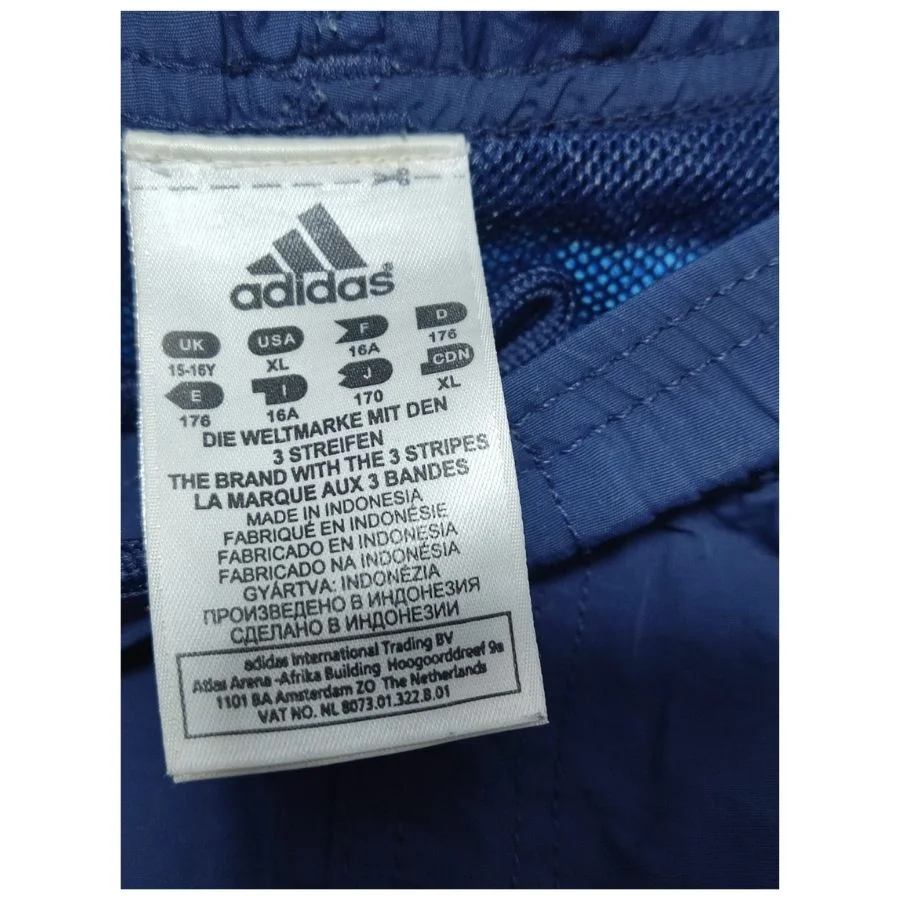 adidas®
UK USA F D
15-16Y XL 16A 176
E I J CDN
176 16A 170 XL
DIE WELTMARKE MIT DEN
3 STREIFEN
THE BRAND WITH THE 3 STRIPES
LA MARQUE AUX 3 BANDES
MADE IN INDONESIA
FABRIQUÉ EN INDONÉSIE
FABRICADO EN INDONESIA
FABRICADO NA INDONÉSIA
GYÁRTVA: INDONÉZIA
ПРОИЗВЕДЕНО В ИНДОНЕЗИЯ
СДЕЛАНО В ИНДОНЕЗИИ
adidas International Trading BV
Atlas Arena -Afrika Building Hoogoorddreef 9a
1101 BA Amsterdam ZO The Netherlands
VAT NO. NL 8073.01.322.B.01